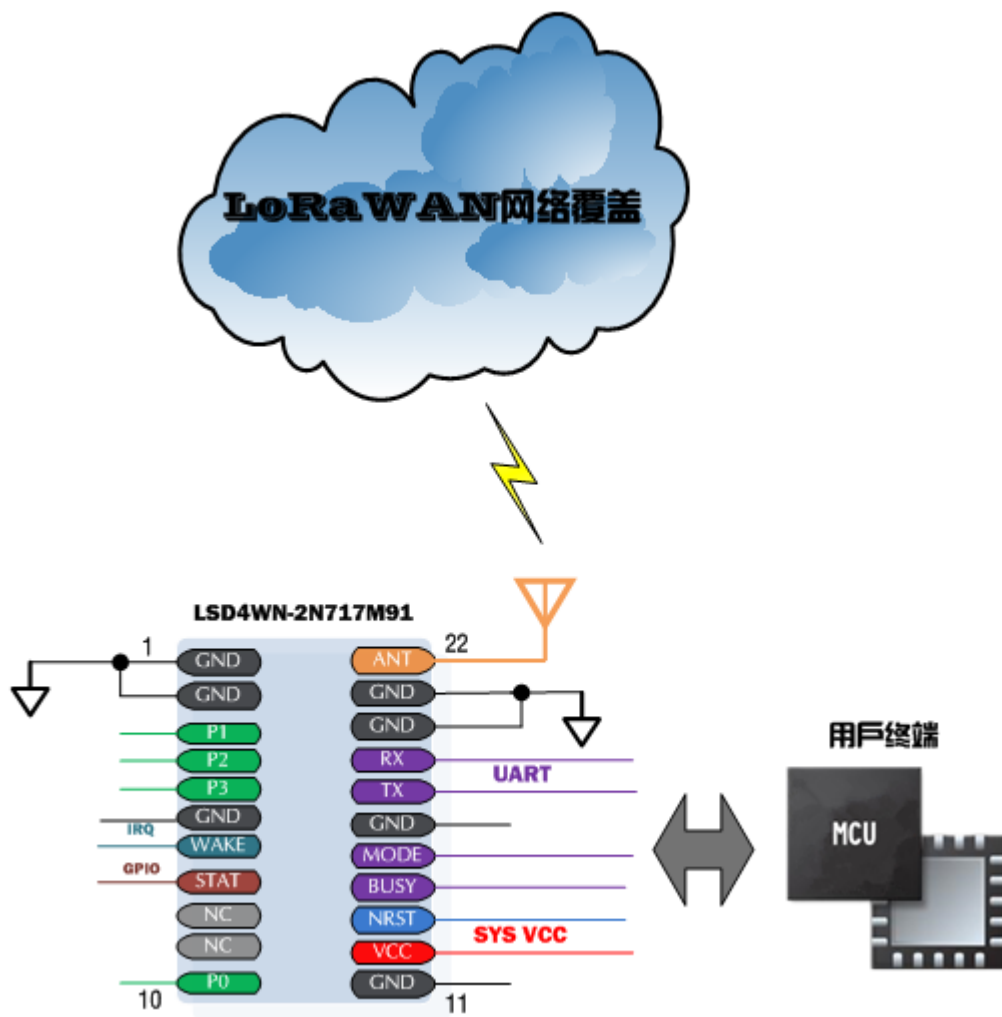 LoRaWAN网络覆盖
LSD4WN-2N717M91
1
22
GND
ANT
GND
GND
GND
P1
P2
RX
UART
P3
TX
GND
GND
IRQ
WAKE
MODE
GPIO
STAT
BUSY
NC
NRST
SYS VCC
NC
VCC
P0
GND
10
11
用戶终端
MCU